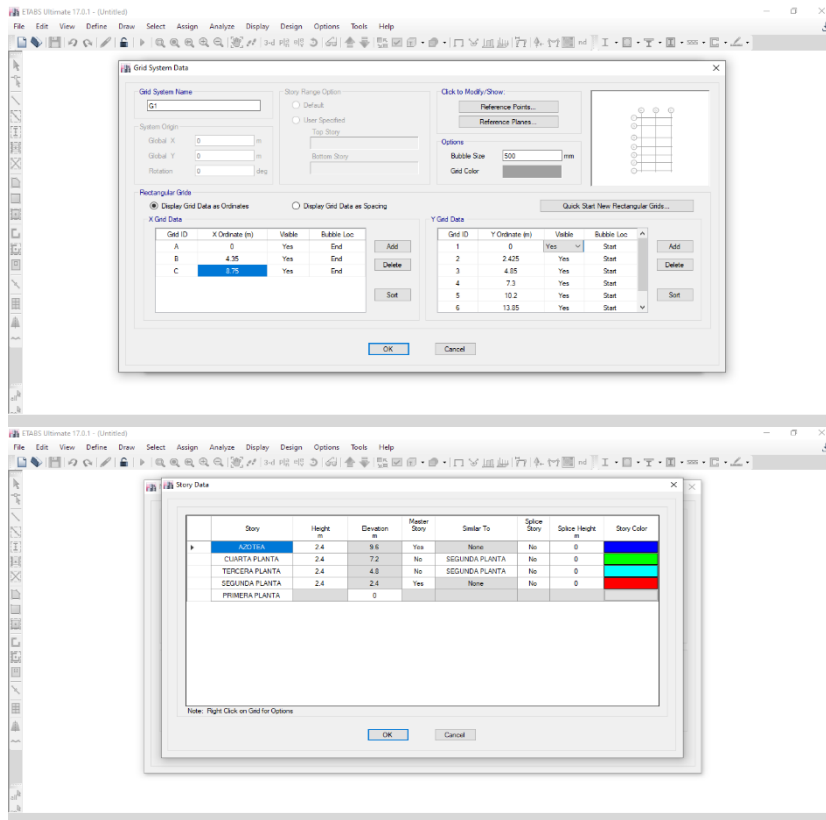 ETABS Ultimate 17.0.1 - (Untitled)
File Edit View Define Draw Select Assign Analyze Display Design Options Tools Help
Grid System Data
Grid System Name
G1
System Origin
Global X 0 m
Global Y 0 m
Rotation 0 deg
Story Range Option
Default
User Specified
Top Story
Bottom Story
Click to Modify/Show:
Reference Points...
Reference Planes...
Options
Bubble Size 500 mm
Grid Color
Rectangular Grids
Display Grid Data as Ordinates Display Grid Data as Spacing Quick Start New Rectangular Grids...
X Grid Data
Grid ID X Ordinate (m) Visible Bubble Loc
A 0 Yes End
B 4.35 Yes End
C 8.75 Yes End
Add
Delete
Sort
Y Grid Data
Grid ID Y Ordinate (m) Visible Bubble Loc
1 0 Yes Start
2 2.425 Yes Start
3 4.85 Yes Start
4 7.3 Yes Start
5 10.2 Yes Start
6 13.05 Yes Start
Add
Delete
Sort
OK Cancel
ETABS Ultimate 17.0.1 - (Untitled)
File Edit View Define Draw Select Assign Analyze Display Design Options Tools Help
Story Data
Story Height m Elevation m Master Story Similar To Splice Story Splice Height m Story Color
AZOTEA 2.4 9.6 Yes None No 0
CUARTA PLANTA 2.4 7.2 No SEGUNDA PLANTA No 0
TERCERA PLANTA 2.4 4.8 No SEGUNDA PLANTA No 0
SEGUNDA PLANTA 2.4 2.4 Yes None No 0
PRIMERA PLANTA 0
Note: Right Click on Grid for Options
OK Cancel